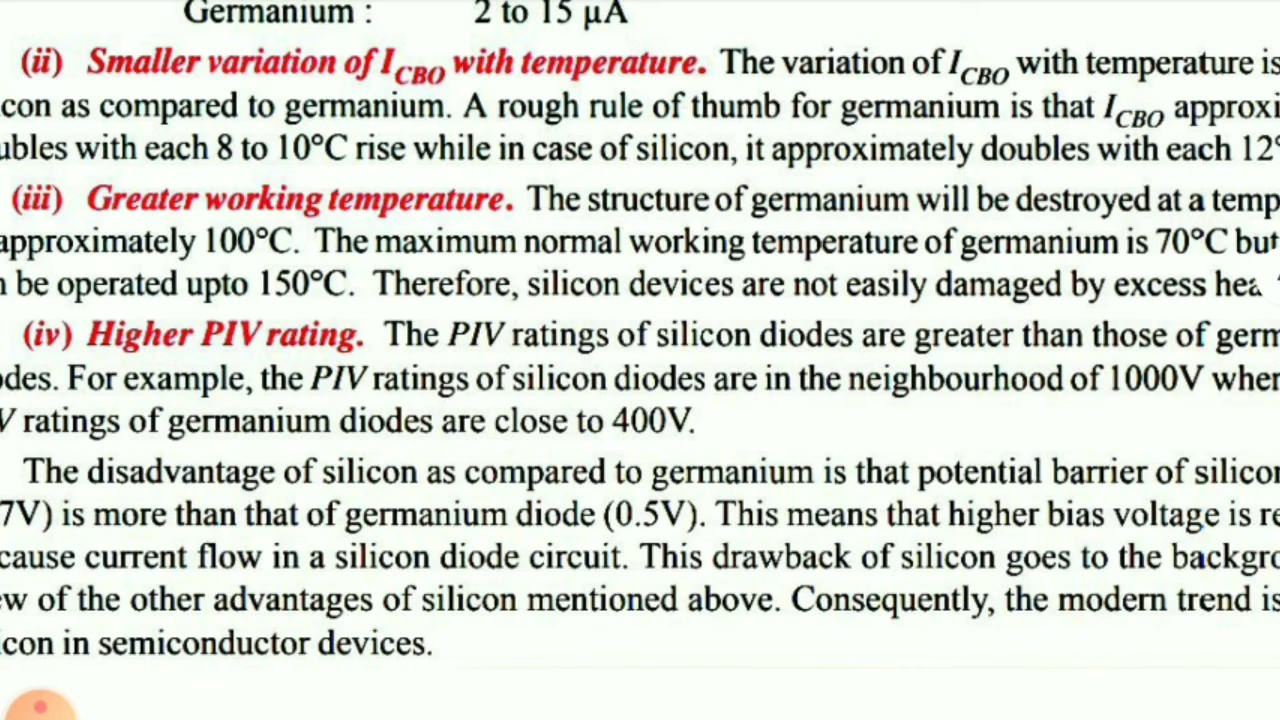 Germanium : 2 to 15 µA
(ii) Smaller variation of ICBO with temperature. The variation of ICBO with temperature is
con as compared to germanium. A rough rule of thumb for germanium is that ICBO approxi
ubles with each 8 to 10°C rise while in case of silicon, it approximately doubles with each 12°
(iii) Greater working temperature. The structure of germanium will be destroyed at a temp
approximately 100°C. The maximum normal working temperature of germanium is 70°C but
be operated upto 150°C. Therefore, silicon devices are not easily damaged by excess hea
(iv) Higher PIV rating. The PIV ratings of silicon diodes are greater than those of germ
odes. For example, the PIV ratings of silicon diodes are in the neighbourhood of 1000V wher
V ratings of germanium diodes are close to 400V.
The disadvantage of silicon as compared to germanium is that potential barrier of silicon
7V) is more than that of germanium diode (0.5V). This means that higher bias voltage is re
cause current flow in a silicon diode circuit. This drawback of silicon goes to the backgro
ew of the other advantages of silicon mentioned above. Consequently, the modern trend is
icon in semiconductor devices.